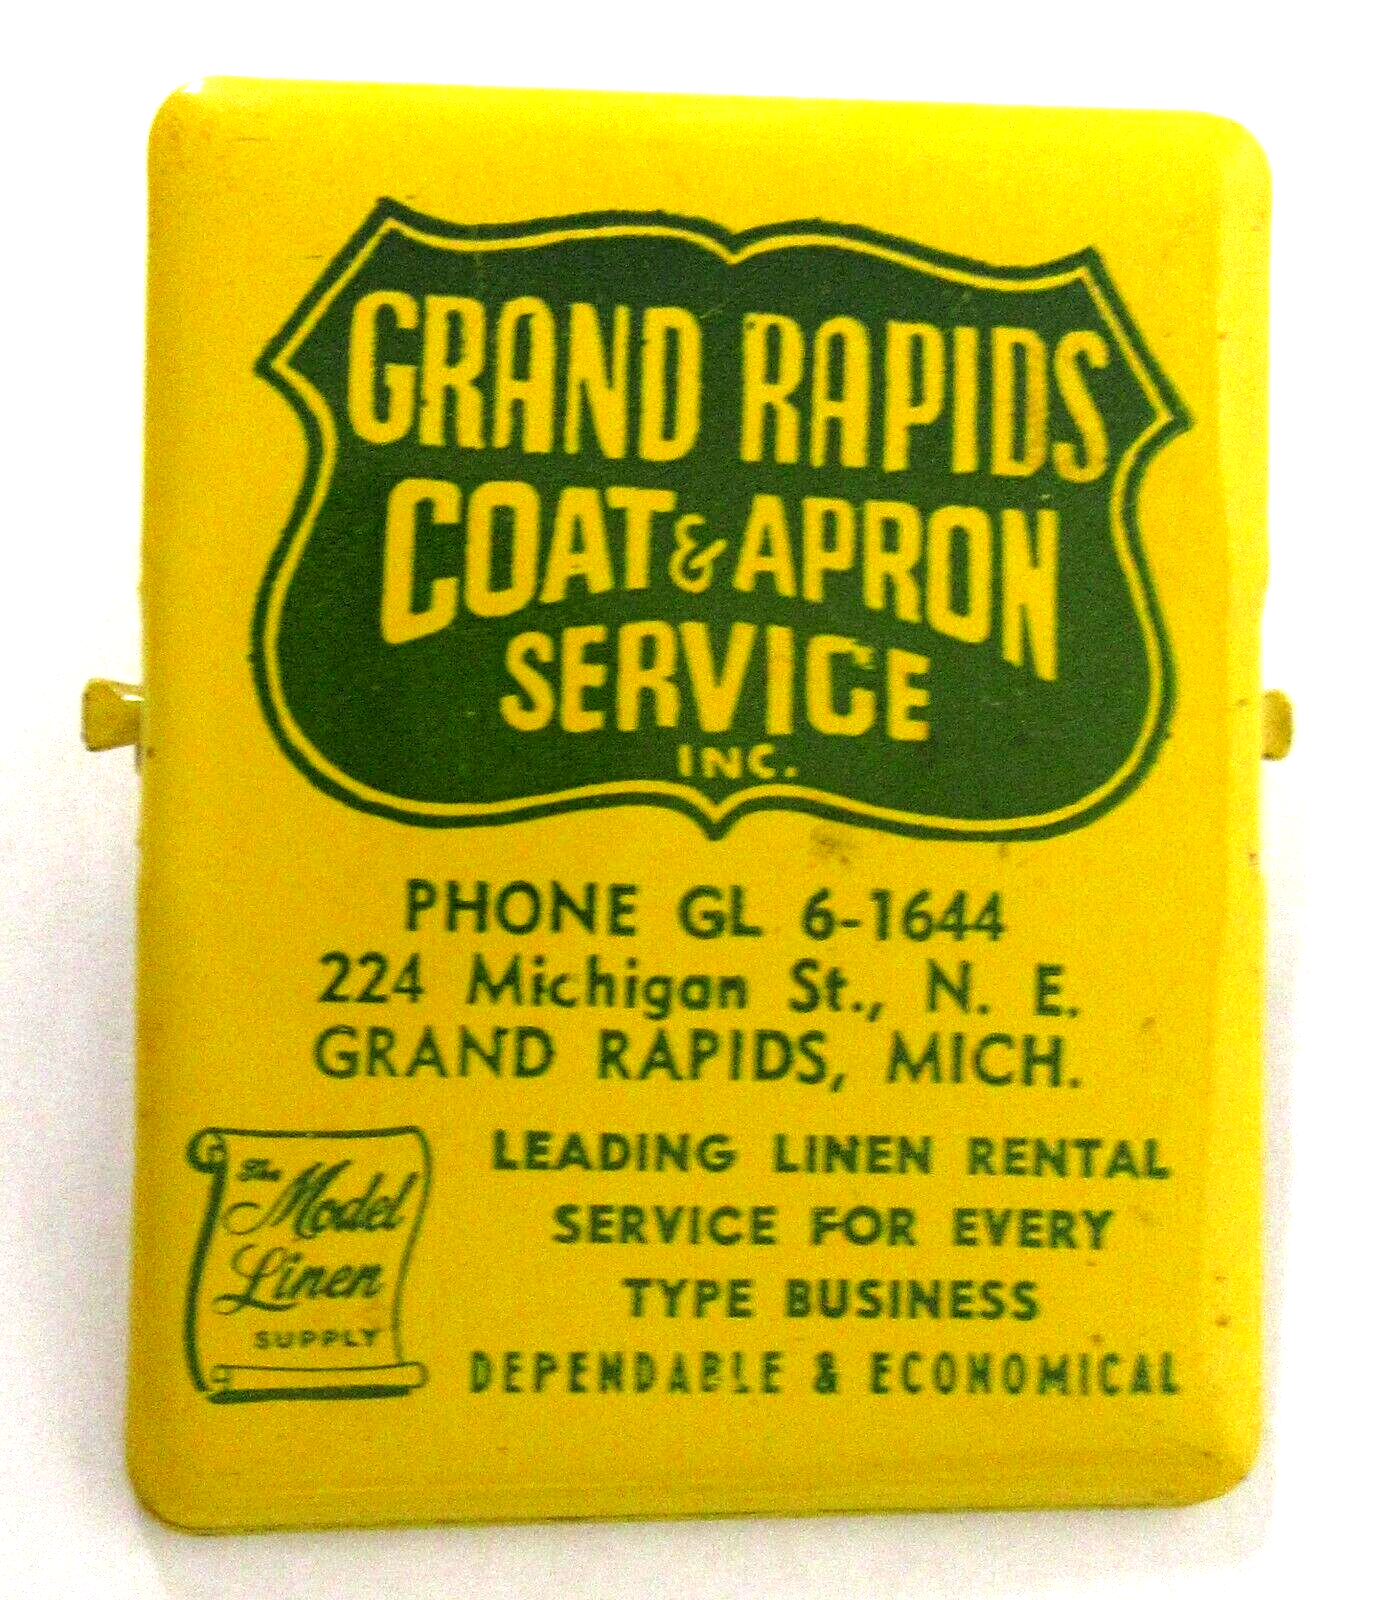 GRAND RAPIDS
COAT & APRON
SERVICE
INC.
PHONE GL 6-1644
224 Michigan St., N. E.
GRAND RAPIDS, MICH.
The
Model
Linen
SUPPLY
LEADING LINEN RENTAL
SERVICE FOR EVERY
TYPE BUSINESS
DEPENDABLE & ECONOMICAL